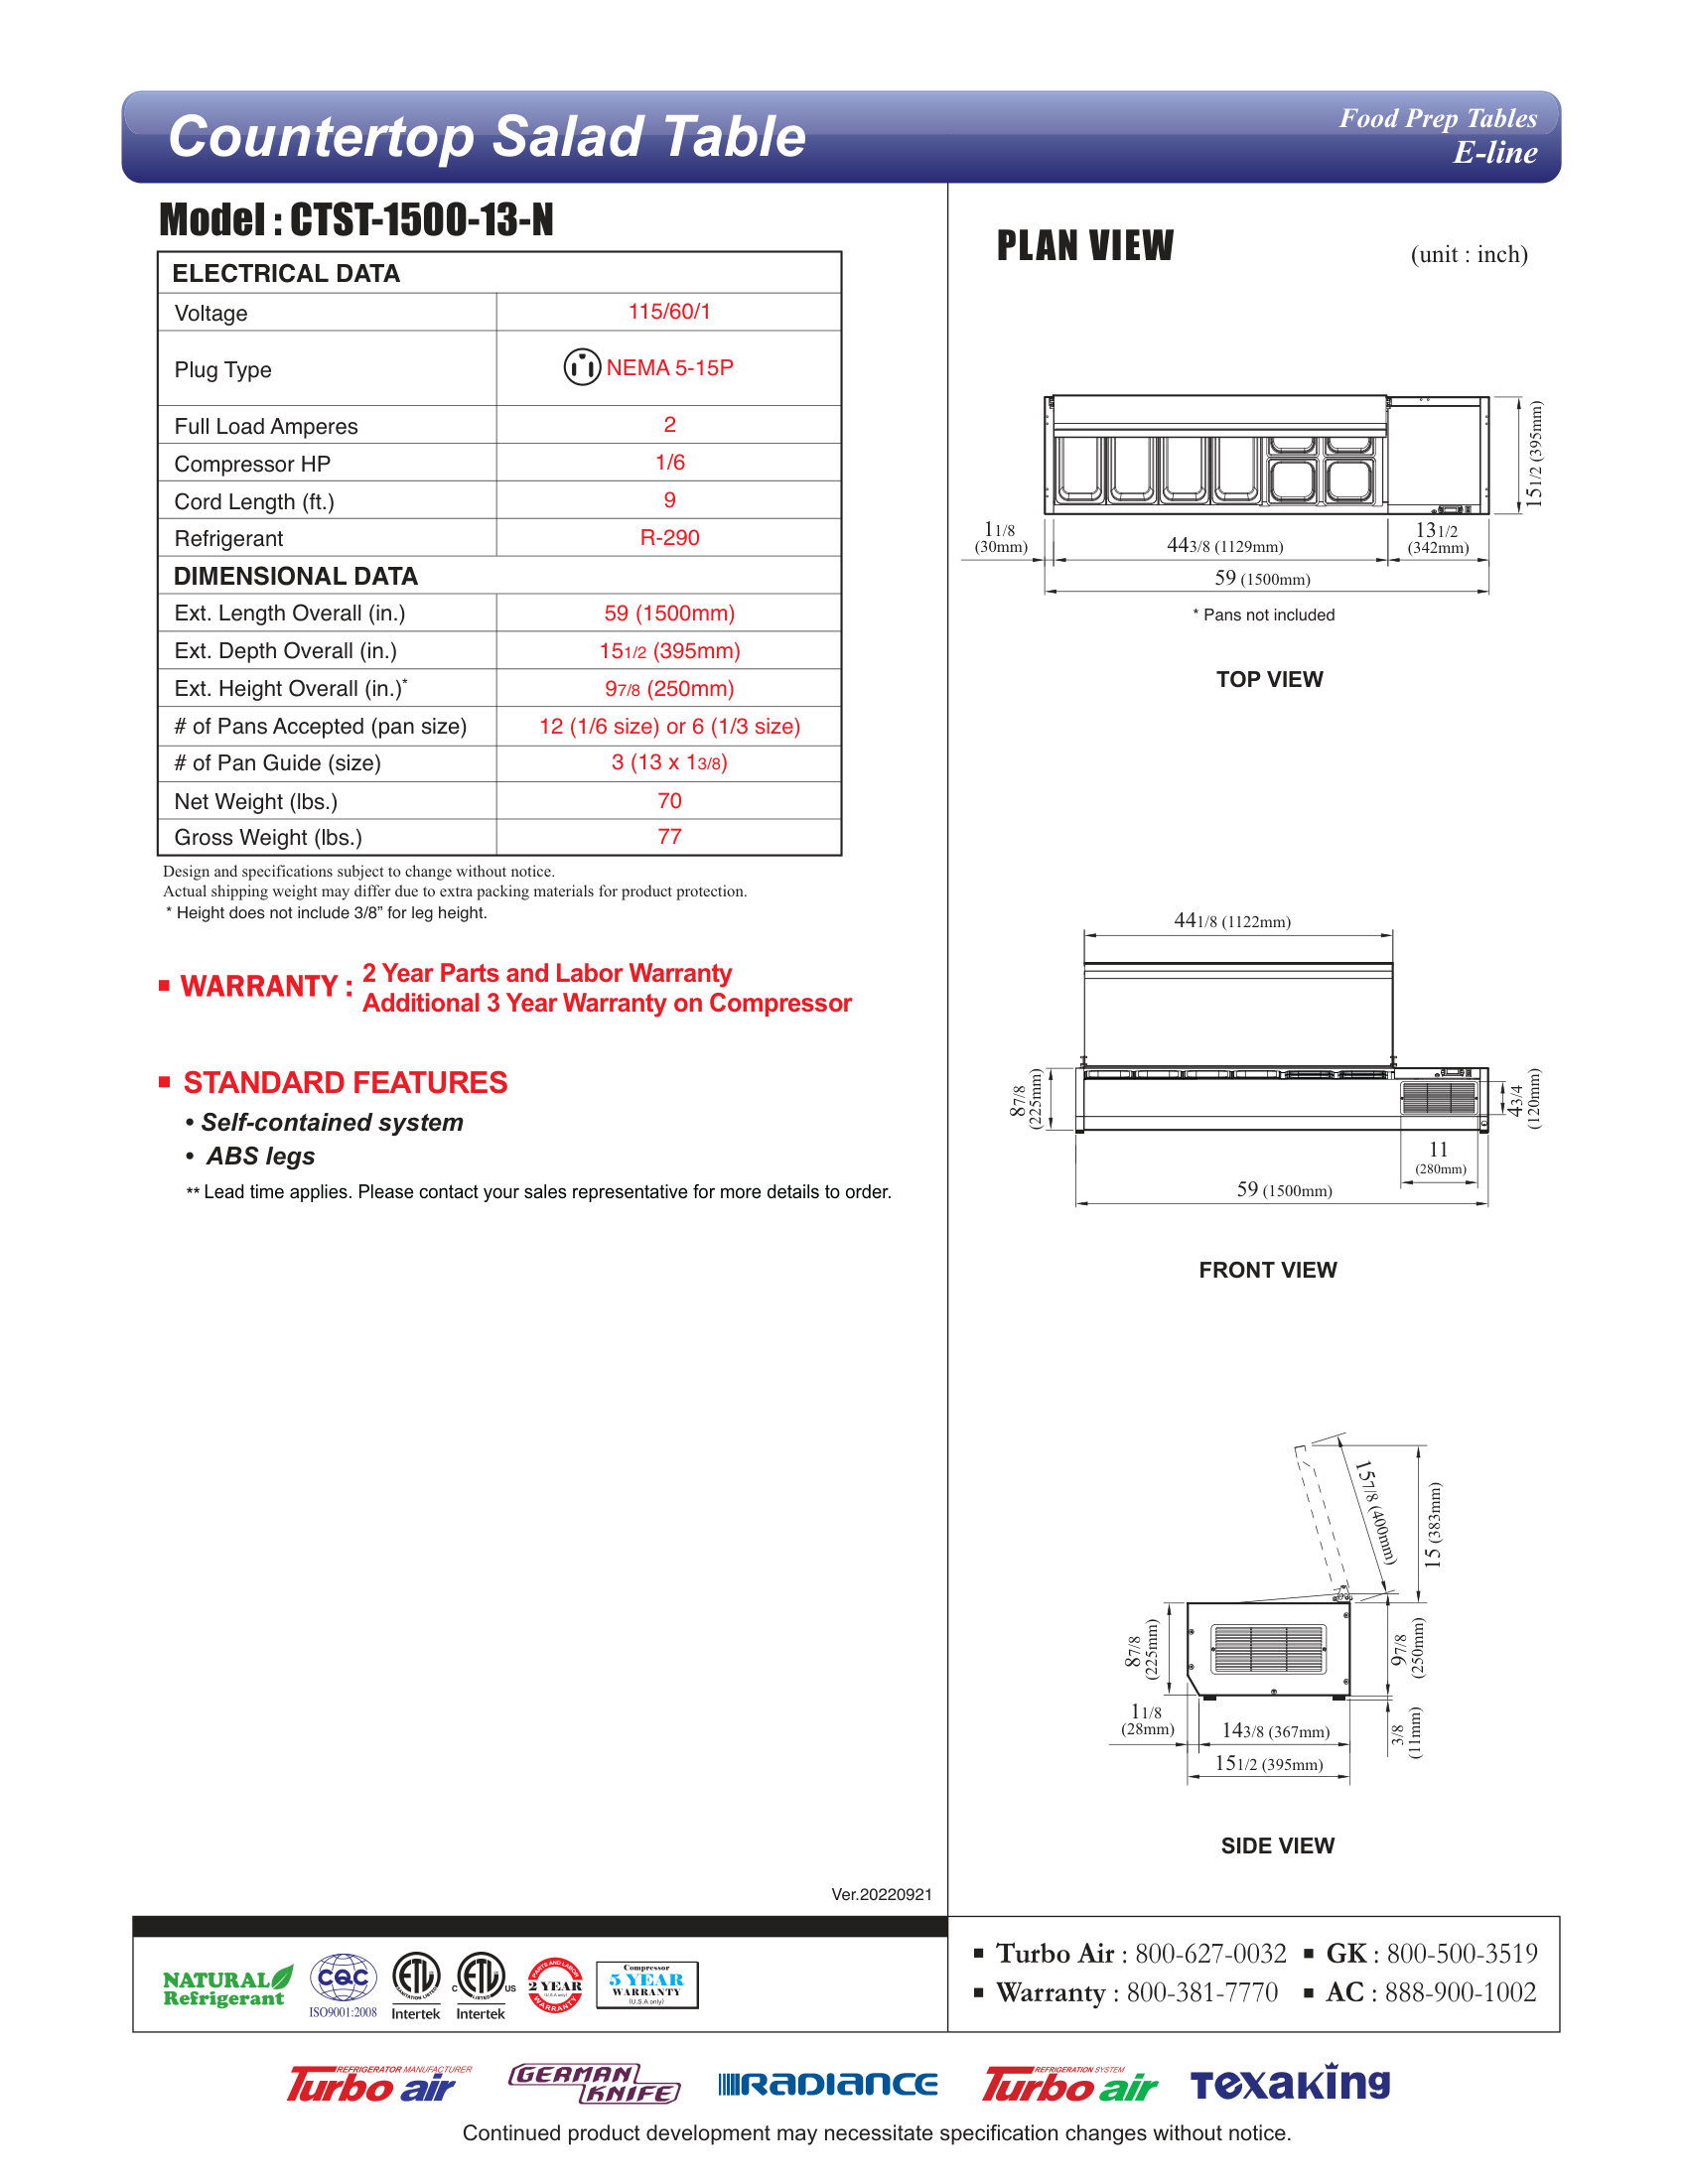 Countertop Salad Table
Food Prep Tables
E-line
Model : CTST-1500-13-N
ELECTRICAL DATA
Voltage 115/60/1
Plug Type NEMA 5-15P
Full Load Amperes 2
Compressor HP 1/6
Cord Length (ft.) 9
Refrigerant R-290
DIMENSIONAL DATA
Ext. Length Overall (in.) 59 (1500mm)
Ext. Depth Overall (in.) 15 1/2 (395mm)
Ext. Height Overall (in.)* 9 7/8 (250mm)
# of Pans Accepted (pan size) 12 (1/6 size) or 6 (1/3 size)
# of Pan Guide (size) 3 (13 x 1 3/8)
Net Weight (lbs.) 70
Gross Weight (lbs.) 77
Design and specifications subject to change without notice.
Actual shipping weight may differ due to extra packing materials for product protection.
* Height does not include 3/8” for leg height.
▪ WARRANTY : 2 Year Parts and Labor Warranty
Additional 3 Year Warranty on Compressor
▪ STANDARD FEATURES
• Self-contained system
• ABS legs
** Lead time applies. Please contact your sales representative for more details to order.
Ver.20220921
PLAN VIEW
(unit : inch)
15 1/2 (395mm)
1 1/8
(30mm)
44 3/8 (1129mm)
13 1/2
(342mm)
59 (1500mm)
* Pans not included
TOP VIEW
44 1/8 (1122mm)
8 7/8
(225mm)
4 3/4
(120mm)
11
(280mm)
59 (1500mm)
FRONT VIEW
15 7/8 (400mm)
15 (383mm)
8 7/8
(225mm)
9 7/8
(250mm)
1 1/8
(28mm)
14 3/8 (367mm)
3/8
(11mm)
15 1/2 (395mm)
SIDE VIEW
NATURAL
Refrigerant
CQC
ISO9001:2008
ETL
SANITATION LISTED
Intertek
C ETL US
LISTED
Intertek
PARTS AND LABOR
2 YEAR
(U.S.A only)
WARRANTY
Compressor
5 YEAR
WARRANTY
(U.S.A only)
▪ Turbo Air : 800-627-0032 ▪ GK : 800-500-3519
▪ Warranty : 800-381-7770 ▪ AC : 888-900-1002
REFRIGERATOR MANUFACTURER
Turbo air
GERMAN
KNIFE
RADIANCE
REFRIGERATION SYSTEM
Turbo air
TEXAKING
Continued product development may necessitate specification changes without notice.